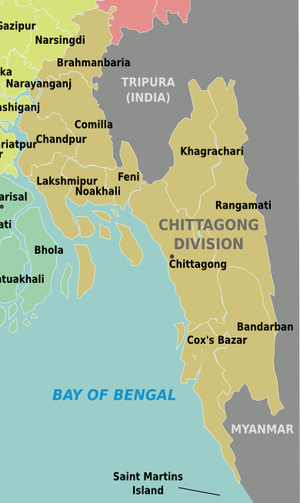 Gazipur
Narsingdi
Brahmanbaria
ka
Narayanganj
TRIPURA
(INDIA)
shiganj
Comilla
Chandpur
riatpur
r
Khagrachari
Feni
Lakshmipur
Noakhali
arisal
Rangamati
ati
CHITTAGONG
DIVISION
Bhola
Chittagong
tuakhali
Bandarban
Cox's Bazar
BAY OF BENGAL
MYANMAR
Saint Martins
Island